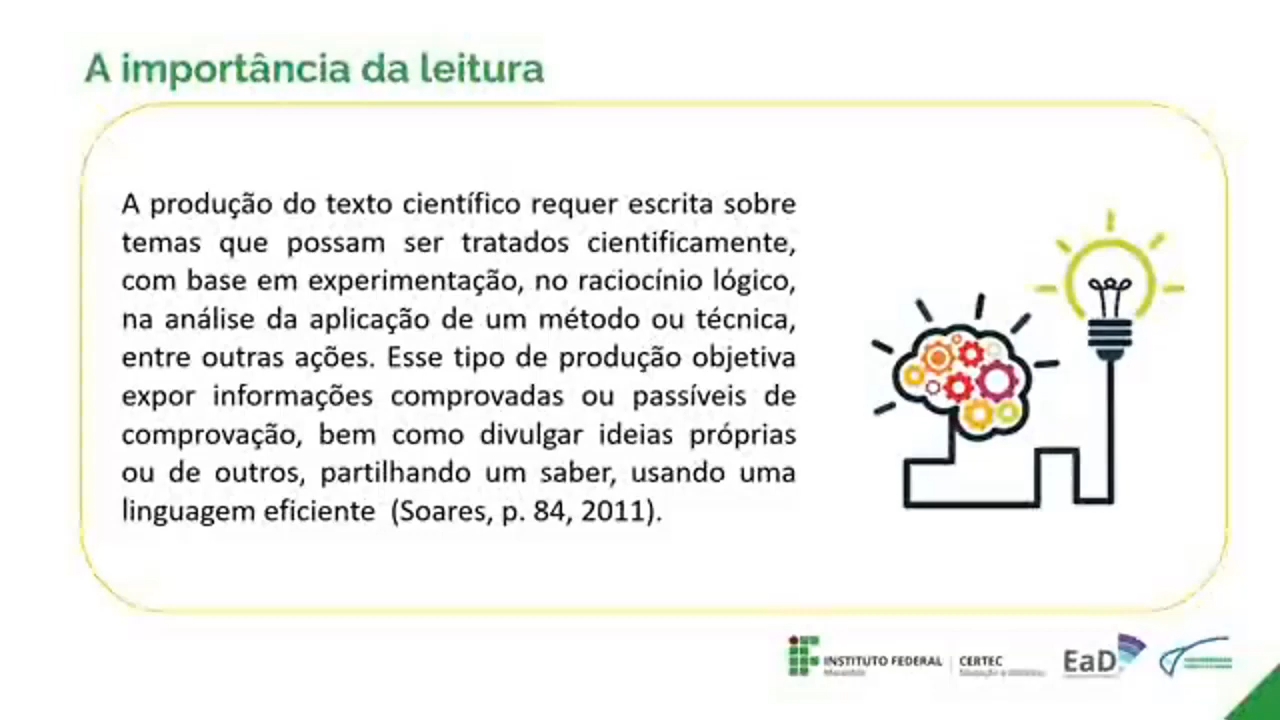 A importância da leitura
A produção do texto científico requer escrita sobre
temas que possam ser tratados cientificamente,
com base em experimentação, no raciocínio lógico,
na análise da aplicação de um método ou técnica,
entre outras ações. Esse tipo de produção objetiva
expor informações comprovadas ou passíveis de
comprovação, bem como divulgar ideias próprias
ou de outros, partilhando um saber, usando uma
linguagem eficiente (Soares, p. 84, 2011).
INSTITUTO FEDERAL
Maranhão
CERTEC
EaD